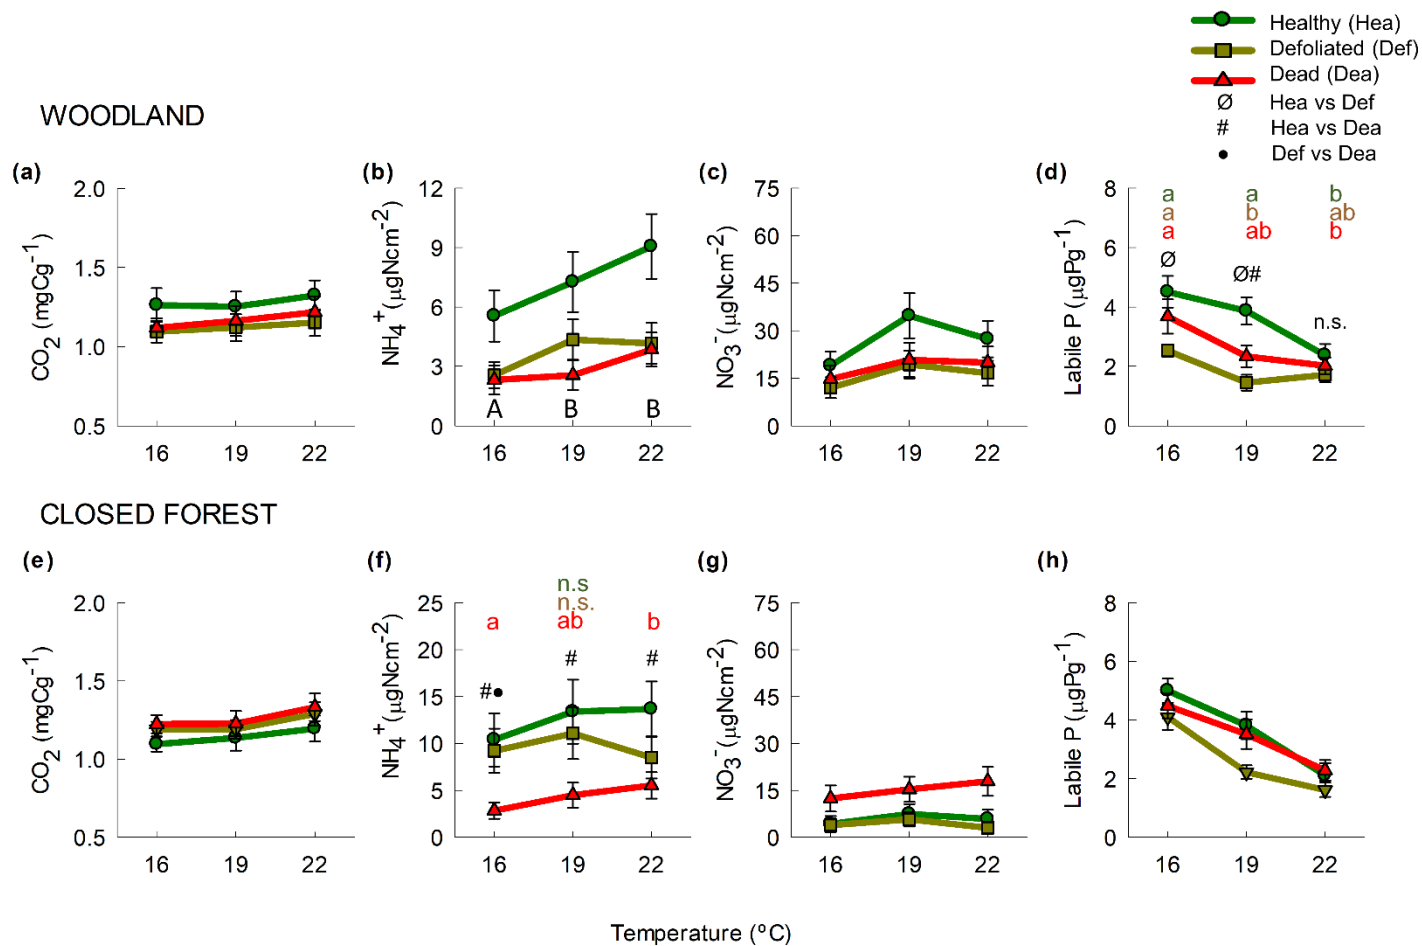 Healthy (Hea)
Defoliated (Def)
Dead (Dea)
Ø Hea vs Def
# Hea vs Dea
• Def vs Dea
WOODLAND
(a)
CO2 (mgCg-1)
2.0
1.5
1.0
0.5
16 19 22
(b)
NH4+(µgNcm-2)
12
9
6
3
0
A B B
16 19 22
(c)
NO3-(µgNcm-2)
75
60
45
30
15
0
16 19 22
(d)
Labile P (µgPg-1)
8
6
4
2
0
a a b
a b ab
a ab b
Ø Ø#
n.s.
16 19 22
CLOSED FOREST
(e)
CO2 (mgCg-1)
2.0
1.5
1.0
0.5
16 19 22
(f)
NH4+(µgNcm-2)
25
20
15
10
5
0
n.s
n.s.
a ab b
# #
#•
16 19 22
(g)
NO3-(µgNcm-2)
75
60
45
30
15
0
16 19 22
(h)
Labile P (µgPg-1)
8
6
4
2
0
16 19 22
Temperature (ºC)